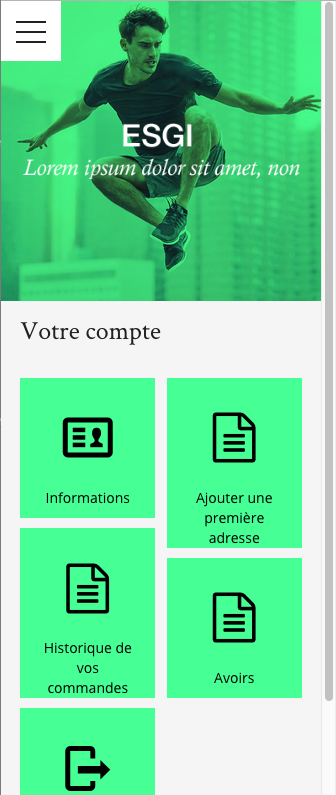 ESGI
Lorem ipsum dolor sit amet, non
Votre compte
Informations
Ajouter une
première
adresse
Historique de
vos
commandes
Avoirs